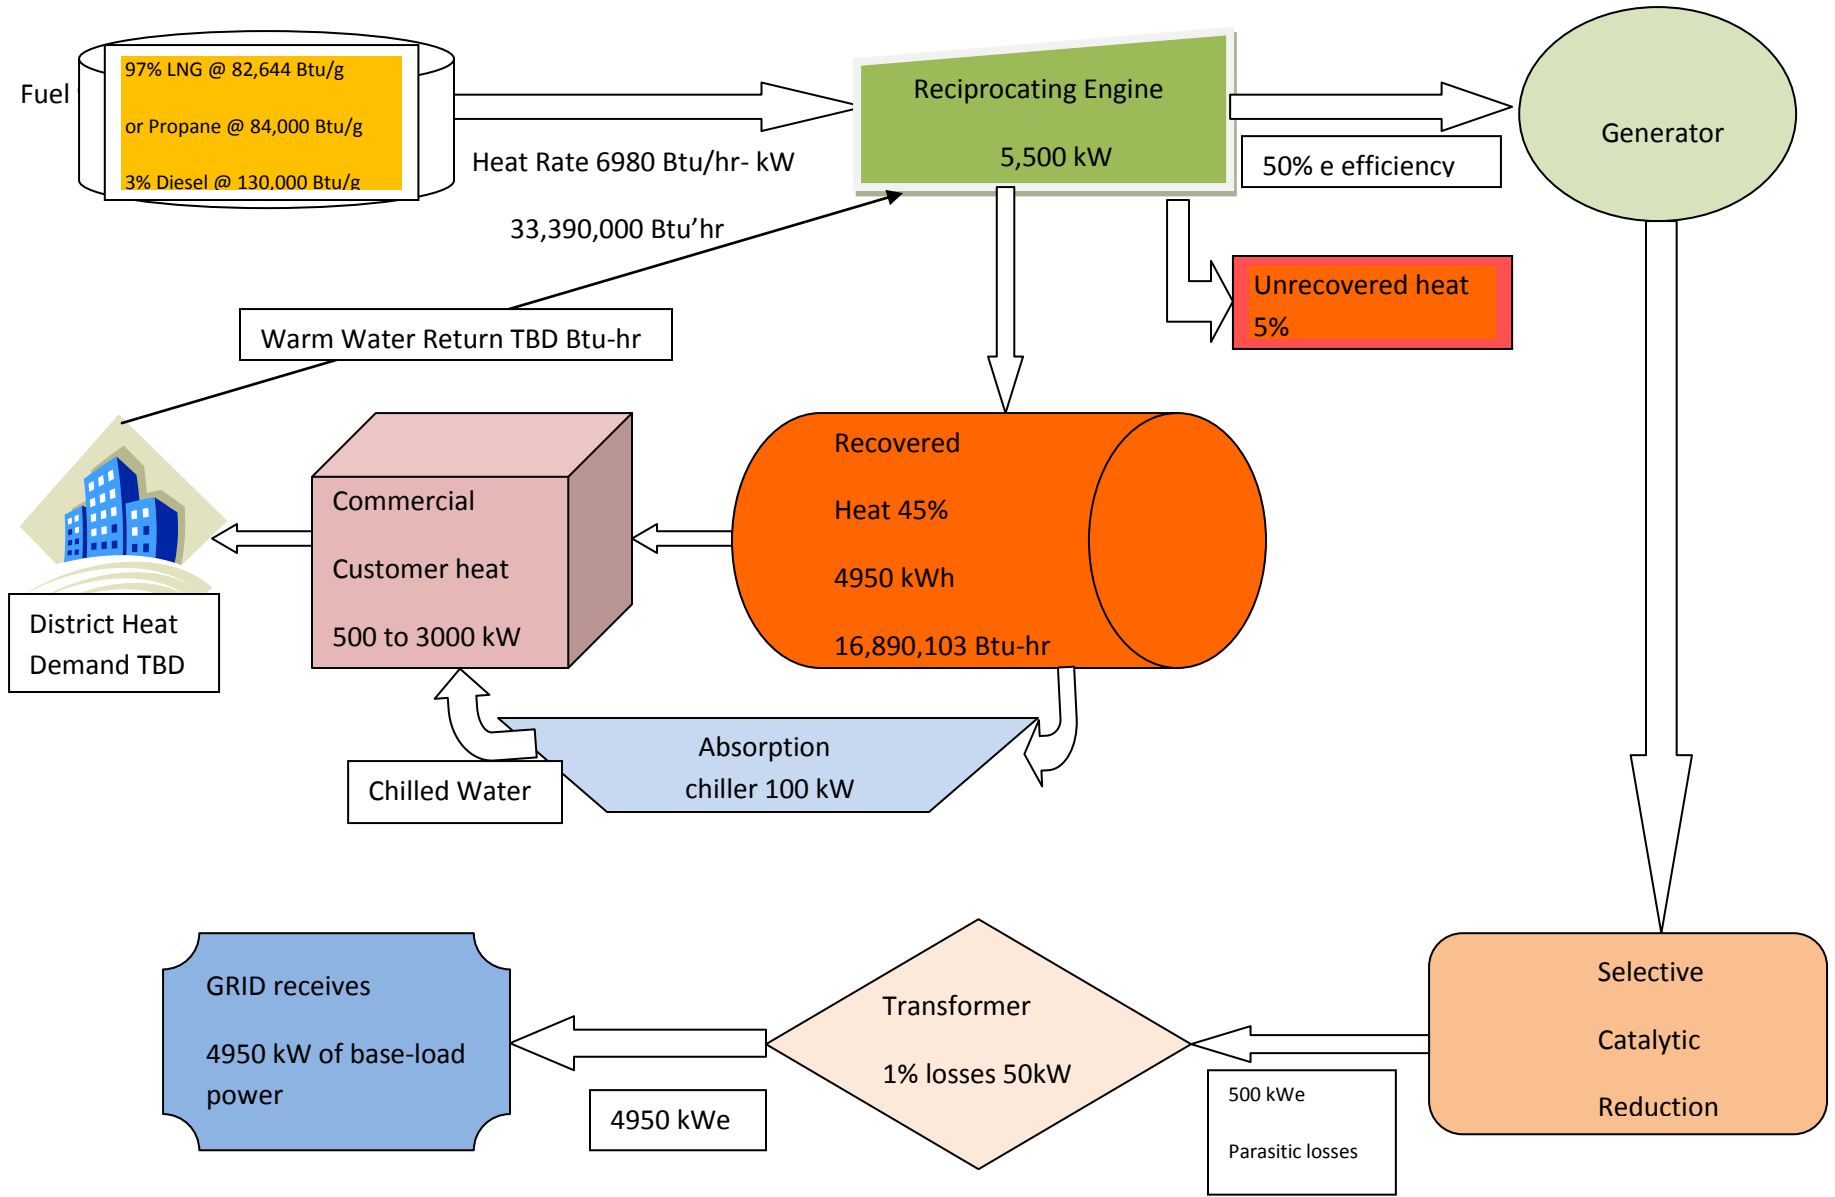 Fuel
97% LNG @ 82,644 Btu/g
or Propane @ 84,000 Btu/g
3% Diesel @ 130,000 Btu/g
Heat Rate 6980 Btu/hr- kW
33,390,000 Btu’hr
Reciprocating Engine
5,500 kW
50% e efficiency
Generator
Unrecovered heat
5%
Warm Water Return TBD Btu-hr
District Heat
Demand TBD
Commercial
Customer heat
500 to 3000 kW
Recovered
Heat 45%
4950 kWh
16,890,103 Btu-hr
Absorption
chiller 100 kW
Chilled Water
GRID receives
4950 kW of base-load
power
4950 kWe
Transformer
1% losses 50kW
500 kWe
Parasitic losses
Selective
Catalytic
Reduction